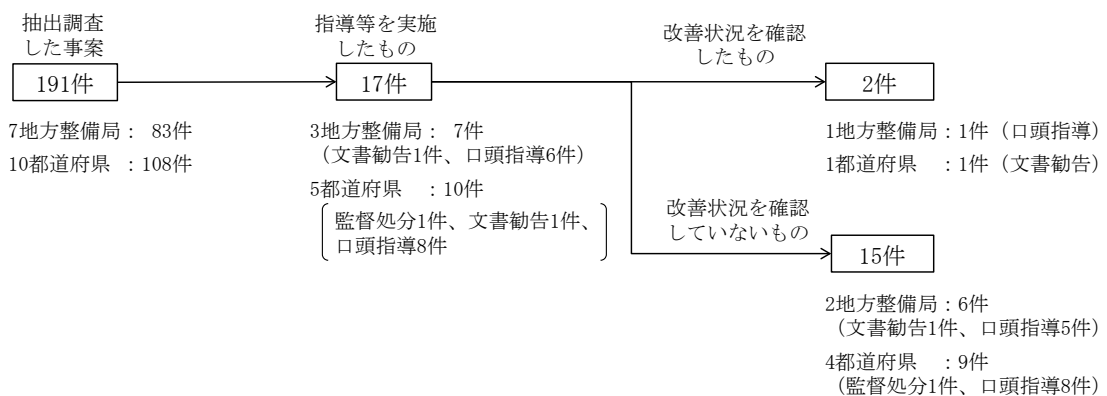 抽出調査
した事案
191件
7地方整備局： 83件
10都道府県 ：108件
指導等を実施
したもの
17件
3地方整備局： 7件
（文書勧告1件、口頭指導6件）
5都道府県 ：10件
監督処分1件、文書勧告1件、
口頭指導8件
改善状況を確認
したもの
2件
1地方整備局：1件（口頭指導）
1都道府県 ：1件（文書勧告）
改善状況を確認
していないもの
15件
2地方整備局：6件
（文書勧告1件、口頭指導5件）
4都道府県 ：9件
（監督処分1件、口頭指導8件）